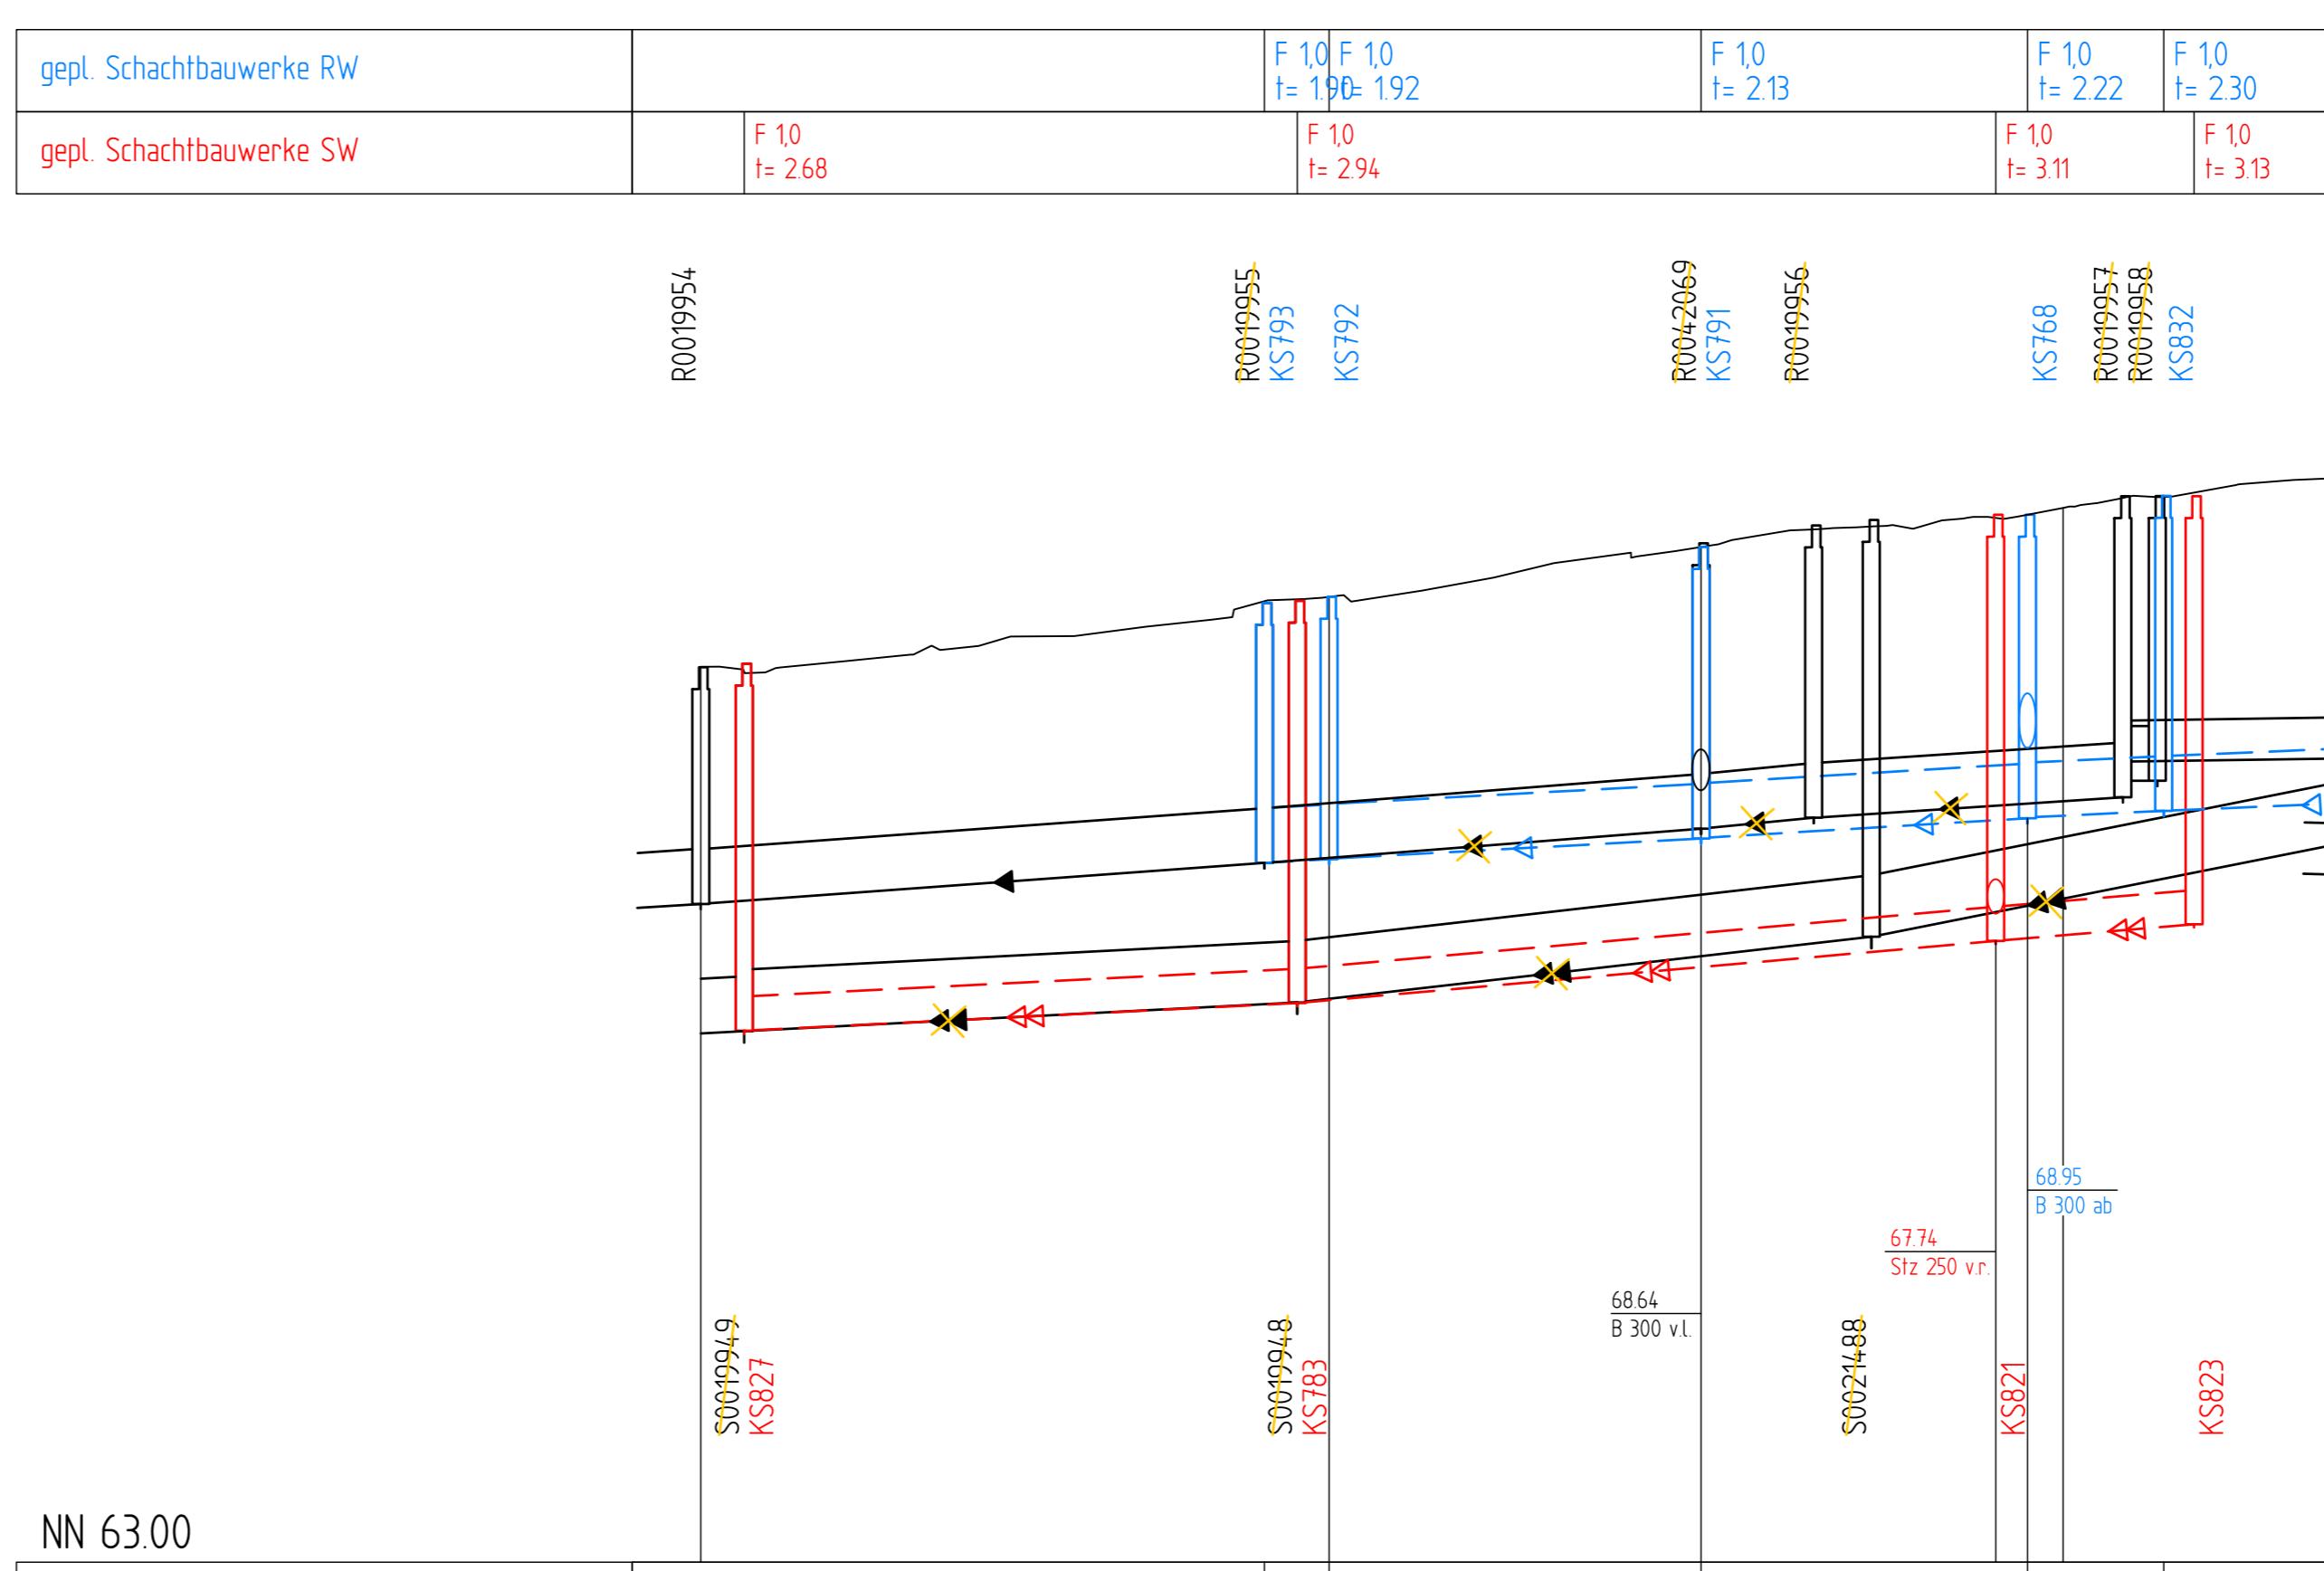 gepl. Schachtbauwerke RW
F 1,0
t= 1.90
F 1,0
t= 1.92
F 1,0
t= 2.13
F 1,0
t= 2.22
F 1,0
t= 2.30
gepl. Schachtbauwerke SW
F 1,0
t= 2.68
F 1,0
t= 2.94
F 1,0
t= 3.11
F 1,0
t= 3.13
R0019954
R0019955
KS793
KS792
R0042069
KS791
R0019956
KS768
R0019957
R0019958
KS832
68.95
B 300 ab
67.74
Stz 250 v.r.
68.64
B 300 v.l.
S0019949
KS827
S0019948
KS783
S0021488
KS821
KS823
NN 63.00